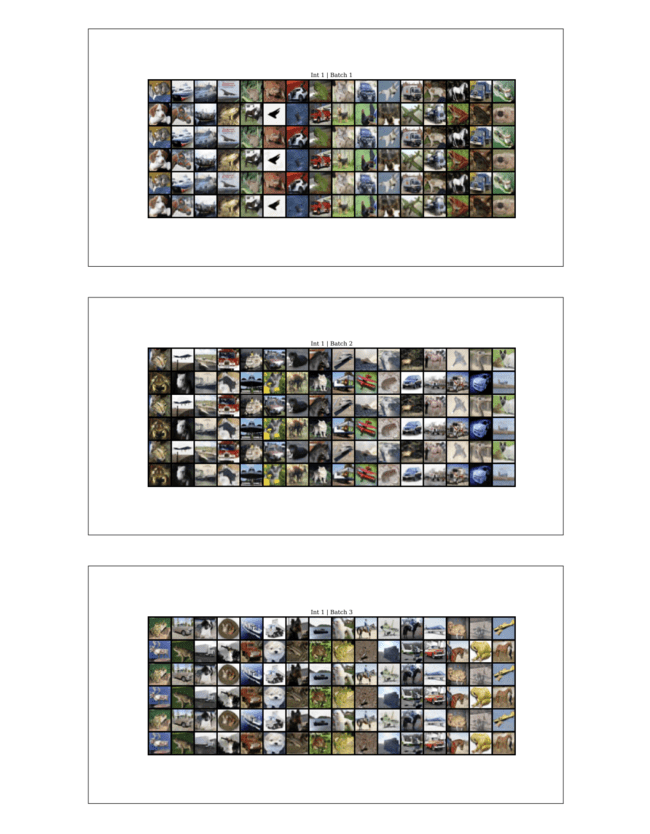 Int 1 | Batch 1
Int 1 | Batch 2
Int 1 | Batch 3